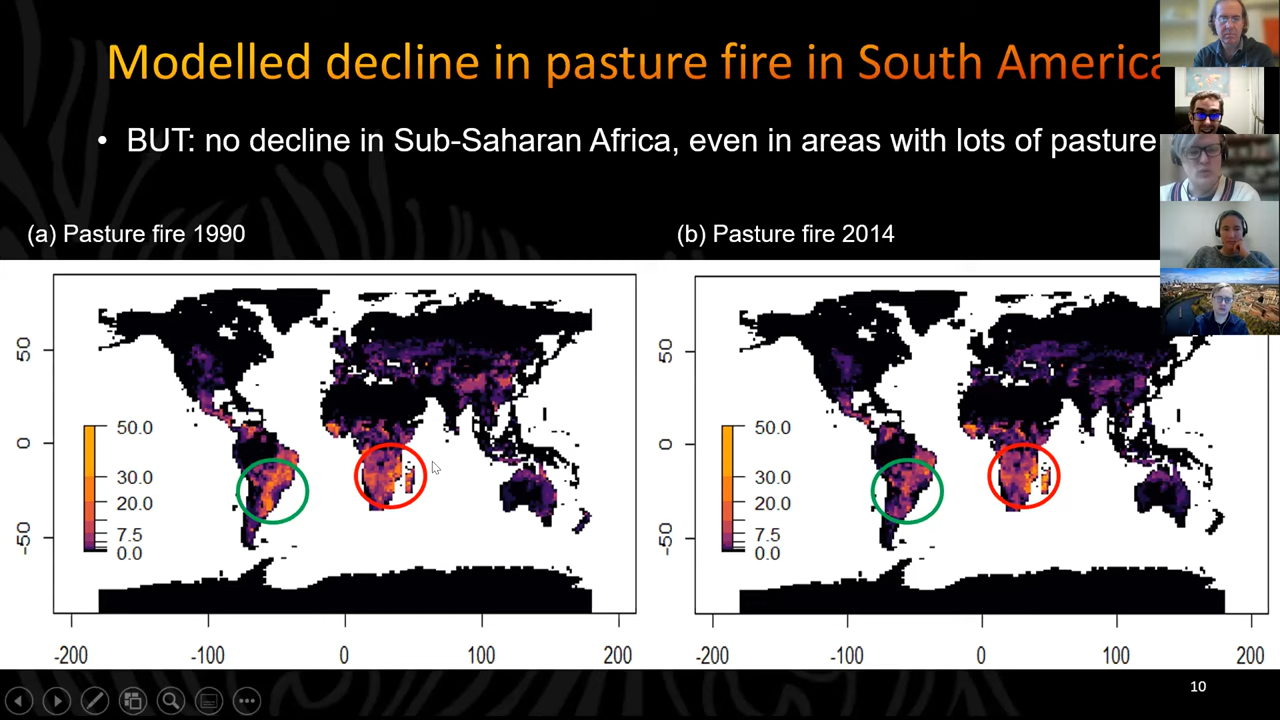 Modelled decline in pasture fire in South America
• BUT: no decline in Sub-Saharan Africa, even in areas with lots of pasture
(a) Pasture fire 1990
(b) Pasture fire 2014
50
0
-50
50.0
30.0
20.0
7.5
0.0
-200 -100 0 100 200
50
0
-50
50.0
30.0
20.0
7.5
0.0
-200 -100 0 100 200
10